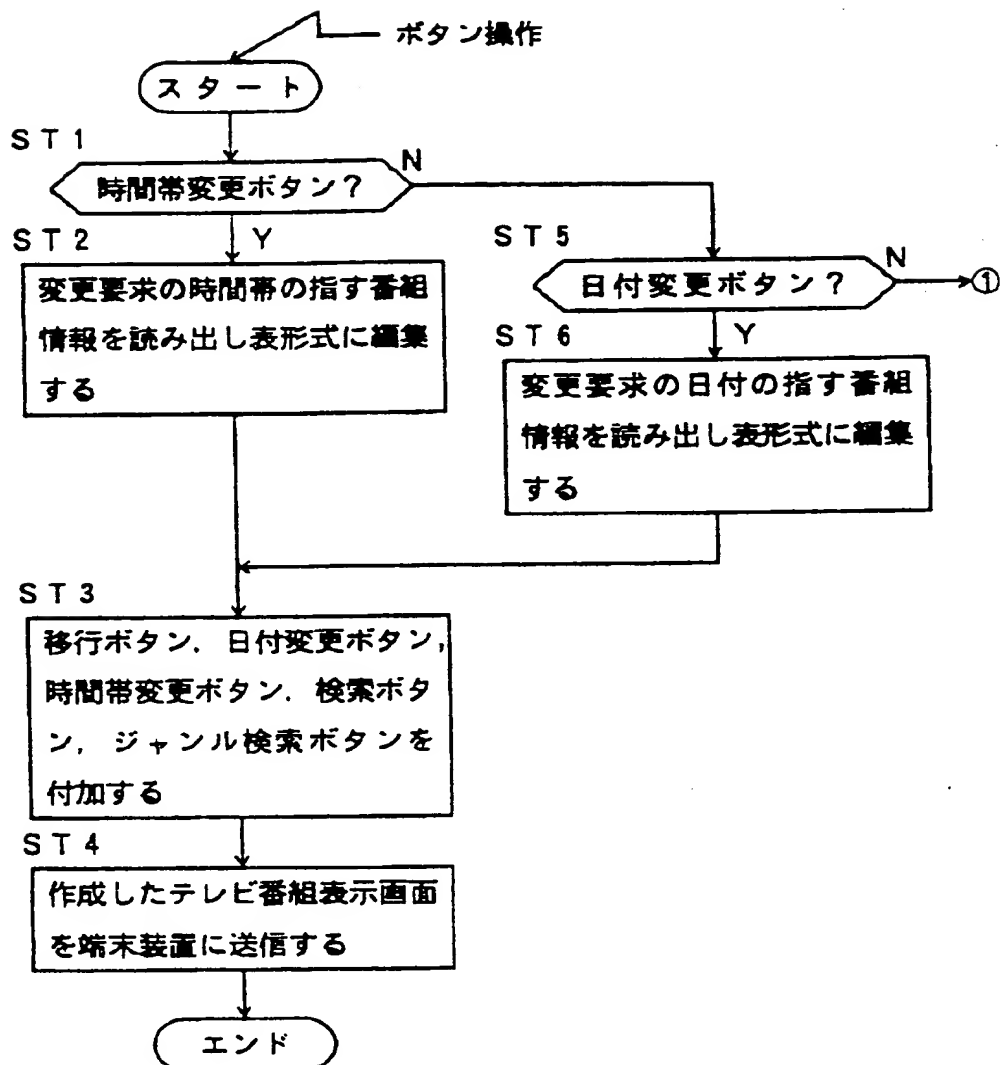 ボタン操作
スタート
ST1
時間帯変更ボタン?
N
ST2
Y
変更要求の時間帯の指す番組
情報を読み出し表形式に編集
する
ST5
日付変更ボタン?
N
①
ST6
Y
変更要求の日付の指す番組
情報を読み出し表形式に編集
する
ST3
移行ボタン,日付変更ボタン,
時間帯変更ボタン,検索ボタ
ン,ジャンル検索ボタンを
付加する
ST4
作成したテレビ番組表示画面
を端末装置に送信する
エンド